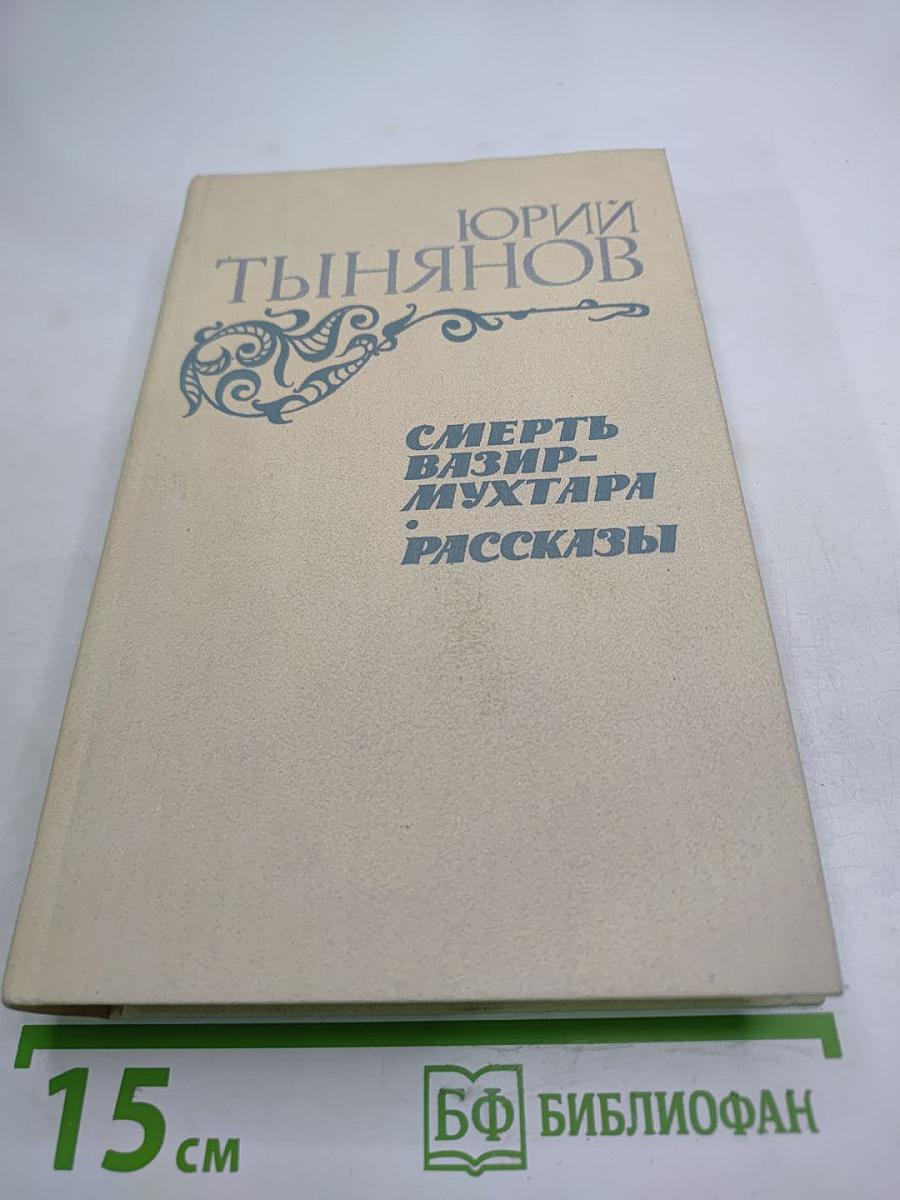 ЮРИЙ
ТЫНЯНОВ
СМЕРТЬ
ВАЗИР-
МУХТАРА
·
РАССКАЗЫ
15 см
БФ БИБЛИОФАН